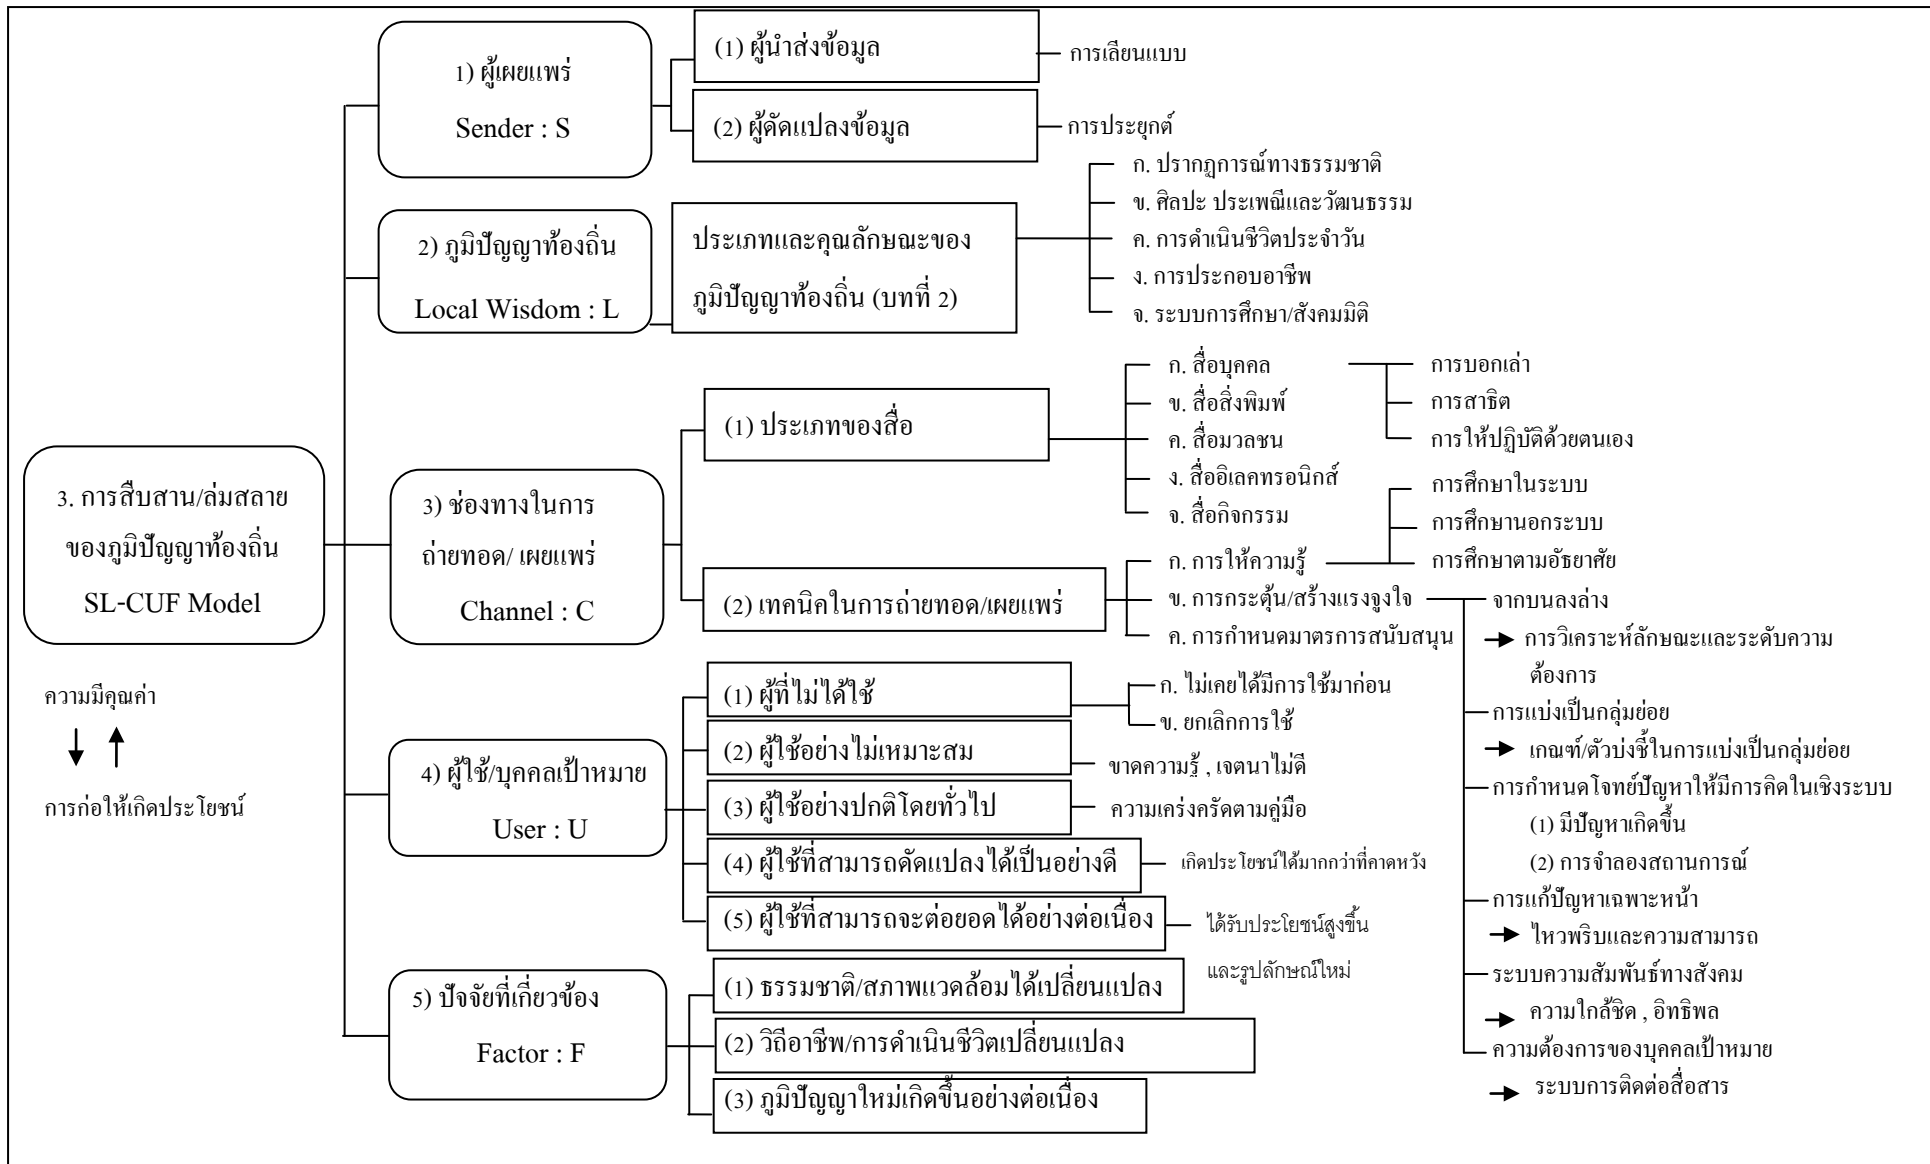 3. การสืบสาน/ล่มสลาย
ของภูมิปัญญาท้องถิ่น
SL-CUF Model
ความมีคุณค่า
การก่อให้เกิดประโยชน์
1) ผู้เผยแพร่
Sender : S
(1) ผู้นำส่งข้อมูล
การเลียนแบบ
(2) ผู้ดัดแปลงข้อมูล
การประยุกต์
2) ภูมิปัญญาท้องถิ่น
Local Wisdom : L
ประเภทและคุณลักษณะของ
ภูมิปัญญาท้องถิ่น (บทที่ 2)
ก. ปรากฏการณ์ทางธรรมชาติ
ข. ศิลปะ ประเพณีและวัฒนธรรม
ค. การดำเนินชีวิตประจำวัน
ง. การประกอบอาชีพ
จ. ระบบการศึกษา/สังคมมิติ
3) ช่องทางในการ
ถ่ายทอด/ เผยแพร่
Channel : C
(1) ประเภทของสื่อ
ก. สื่อบุคคล
ข. สื่อสิ่งพิมพ์
ค. สื่อมวลชน
ง. สื่ออิเลคทรอนิกส์
จ. สื่อกิจกรรม
การบอกเล่า
การสาธิต
การให้ปฏิบัติด้วยตนเอง
(2) เทคนิคในการถ่ายทอด/เผยแพร่
ก. การให้ความรู้
ข. การกระตุ้น/สร้างแรงจูงใจ
ค. การกำหนดมาตรการสนับสนุน
การศึกษาในระบบ
การศึกษานอกระบบ
การศึกษาตามอัธยาศัย
จากบนลงล่าง
การวิเคราะห์ลักษณะและระดับความ
ต้องการ
การแบ่งเป็นกลุ่มย่อย
เกณฑ์/ตัวบ่งชี้ในการแบ่งเป็นกลุ่มย่อย
การกำหนดโจทย์ปัญหาให้มีการคิดในเชิงระบบ
(1) มีปัญหาเกิดขึ้น
(2) การจำลองสถานการณ์
การแก้ปัญหาเฉพาะหน้า
ไหวพริบและความสามารถ
ระบบความสัมพันธ์ทางสังคม
ความใกล้ชิด , อิทธิพล
ความต้องการของบุคคลเป้าหมาย
ระบบการติดต่อสื่อสาร
4) ผู้ใช้/บุคคลเป้าหมาย
User : U
(1) ผู้ที่ไม่ได้ใช้
ก. ไม่เคยได้มีการใช้มาก่อน
ข. ยกเลิกการใช้
(2) ผู้ใช้อย่างไม่เหมาะสม
ขาดความรู้ , เจตนาไม่ดี
(3) ผู้ใช้อย่างปกติโดยทั่วไป
ความเคร่งครัดตามคู่มือ
(4) ผู้ใช้ที่สามารถดัดแปลงได้เป็นอย่างดี
เกิดประโยชน์ได้มากกว่าที่คาดหวัง
(5) ผู้ใช้ที่สามารถจะต่อยอดได้อย่างต่อเนื่อง
ได้รับประโยชน์สูงขึ้น
และรูปลักษณ์ใหม่
5) ปัจจัยที่เกี่ยวข้อง
Factor : F
(1) ธรรมชาติ/สภาพแวดล้อมได้เปลี่ยนแปลง
(2) วิถีอาชีพ/การดำเนินชีวิตเปลี่ยนแปลง
(3) ภูมิปัญญาใหม่เกิดขึ้นอย่างต่อเนื่อง